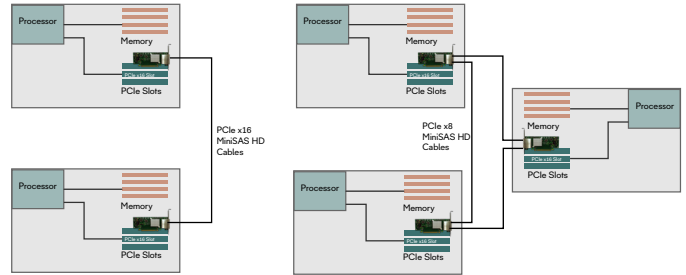 Processor
Memory
PCIe x16 Slot
PCIe Slots
PCIe x16
MiniSAS HD
Cables
Processor
Memory
PCIe x16 Slot
PCIe Slots
Processor
Memory
PCIe x16 Slot
PCIe Slots
PCIe x8
MiniSAS HD
Cables
Processor
Memory
PCIe x16 Slot
PCIe Slots
Processor
Memory
PCIe x16 Slot
PCIe Slots